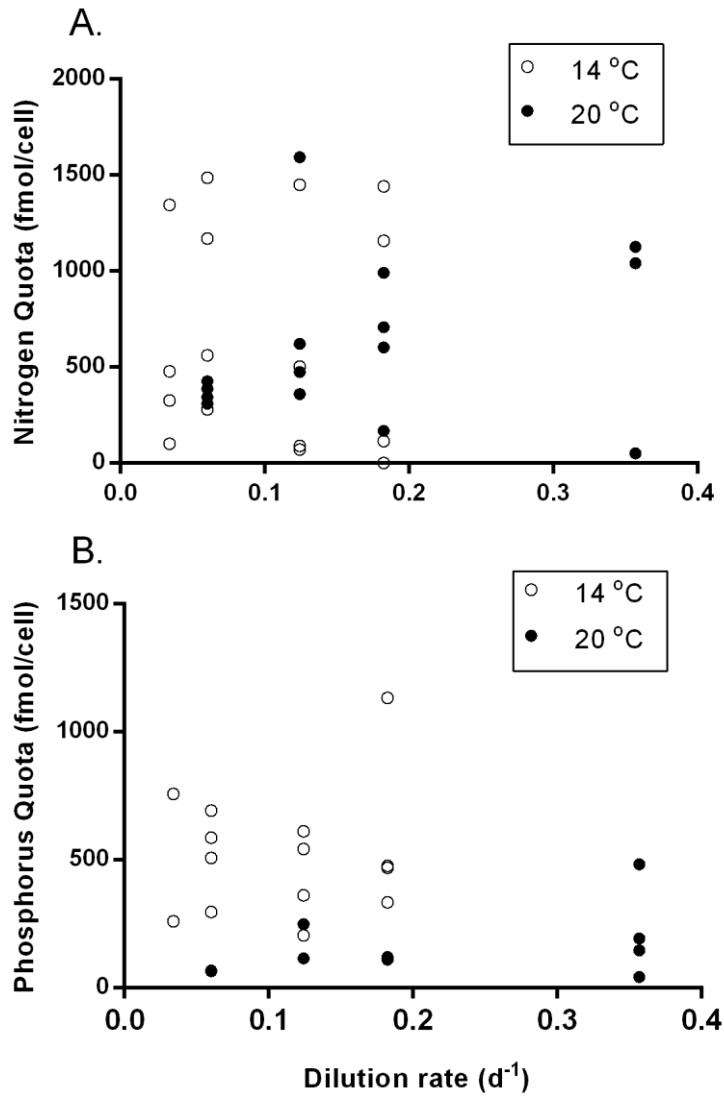 A.
14 °C
20 °C
Nitrogen Quota (fmol/cell)
2000
1500
1000
500
0
0.0 0.1 0.2 0.3 0.4
B.
14 °C
20 °C
Phosphorus Quota (fmol/cell)
1500
1000
500
0
0.0 0.1 0.2 0.3 0.4
Dilution rate (d⁻¹)